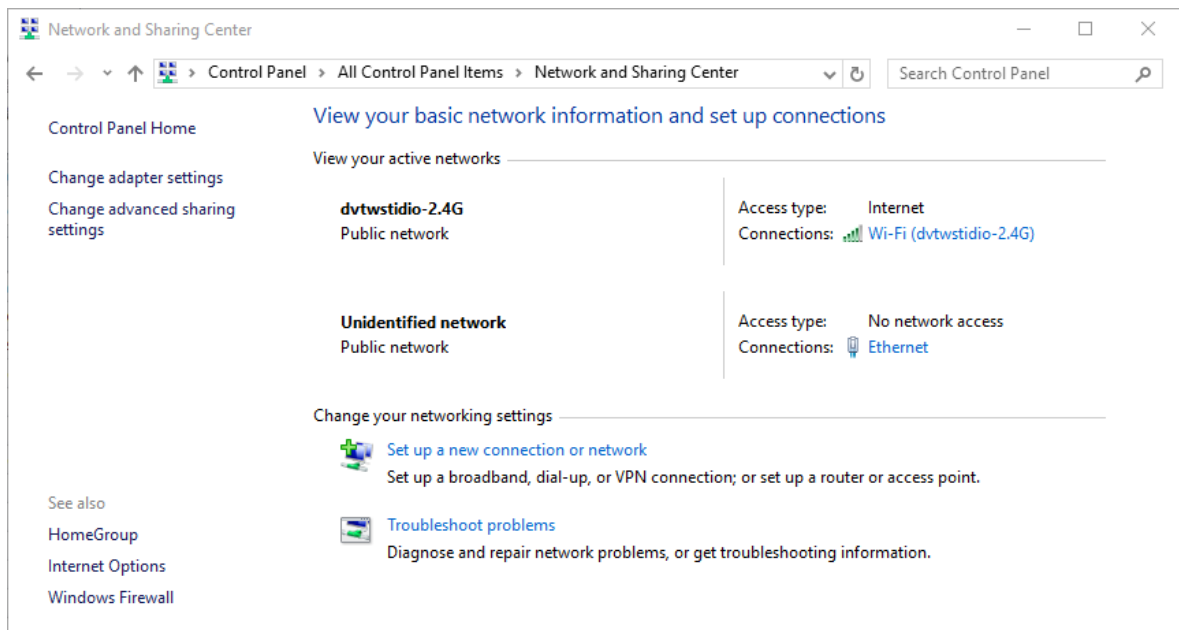 Network and Sharing Center
Control Panel > All Control Panel Items > Network and Sharing Center
Search Control Panel
Control Panel Home
Change adapter settings
Change advanced sharing
settings
View your basic network information and set up connections
View your active networks
dvtwstidio-2.4G
Public network
Access type: Internet
Connections: Wi-Fi (dvtwstidio-2.4G)
Unidentified network
Public network
Access type: No network access
Connections: Ethernet
Change your networking settings
Set up a new connection or network
Set up a broadband, dial-up, or VPN connection; or set up a router or access point.
Troubleshoot problems
Diagnose and repair network problems, or get troubleshooting information.
See also
HomeGroup
Internet Options
Windows Firewall